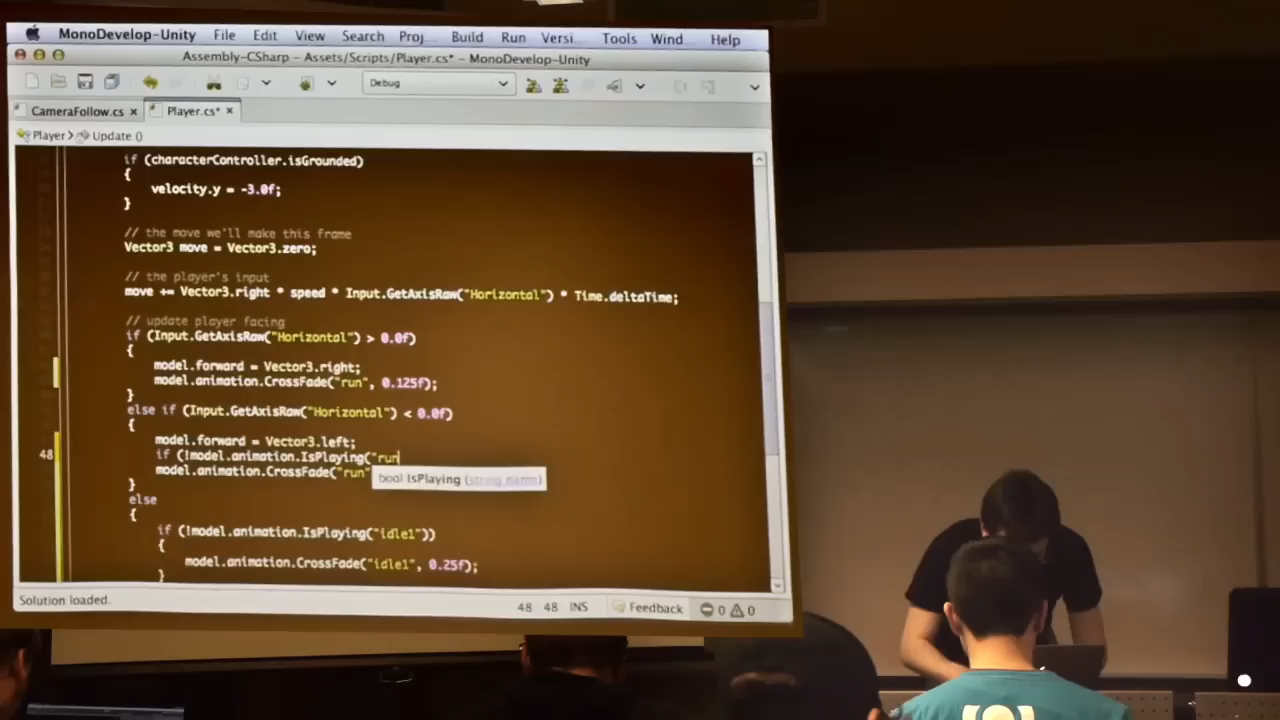 MonoDevelop-Unity File Edit View Search Proj... Build Run Versi... Tools Wind... Help
Assembly-CSharp – Assets/Scripts/Player.cs* – MonoDevelop-Unity
Debug
CameraFollow.cs Player.cs*
Player Update ()
if (characterController.isGrounded)
{
velocity.y = -3.0f;
}
// the move we'll make this frame
Vector3 move = Vector3.zero;
// the player's input
move += Vector3.right * speed * Input.GetAxisRaw("Horizontal") * Time.deltaTime;
// update player facing
if (Input.GetAxisRaw("Horizontal") > 0.0f)
{
model.forward = Vector3.right;
model.animation.CrossFade("run", 0.125f);
}
else if (Input.GetAxisRaw("Horizontal") < 0.0f)
{
model.forward = Vector3.left;
48 if (!model.animation.IsPlaying("run
model.animation.CrossFade("run"
bool IsPlaying (string name)
}
else
{
if (!model.animation.IsPlaying("idle1"))
{
model.animation.CrossFade("idle1", 0.25f);
}
Solution loaded.
48 : 48 INS Feedback 0 0